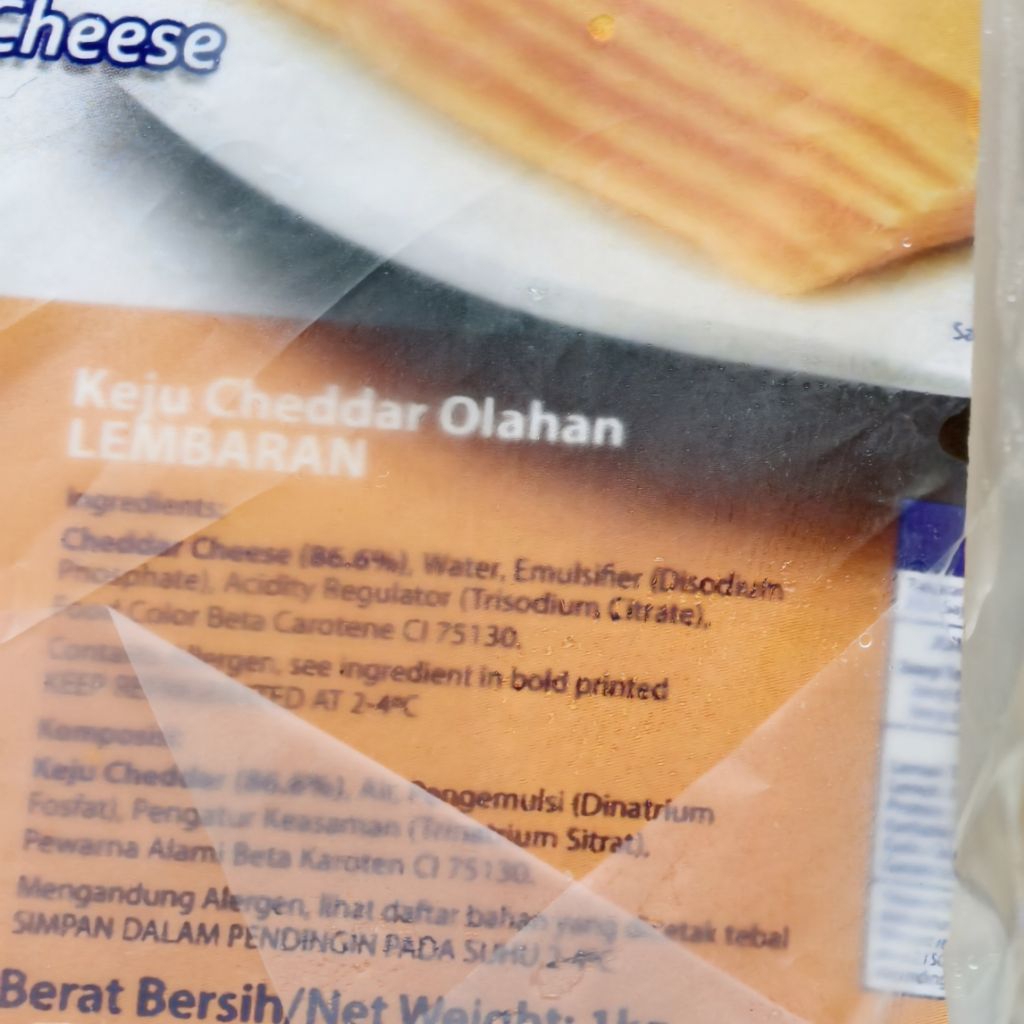 Cheese
Keju Cheddar Olahan
LEMBARAN
Ingredients:
Cheddar Cheese (86.6%), Water, Emulsifier (Disodium
Phosphate), Acidity Regulator (Trisodium Citrate),
Color Beta Carotene CI 75130.
Contains Allergen, see ingredient in bold printed
KEEP REFRIGERATED AT 2-4°C
Komposisi:
Keju Cheddar (86.6%), Air, Pengemulsi (Dinatrium
Fosfat), Pengatur Keasaman (Trinatrium Sitrat),
Pewarna Alami Beta Karoten CI 75130.
Mengandung Alergen, lihat daftar bahan yang dicetak tebal
SIMPAN DALAM PENDINGIN PADA SUHU 2-4°C
Berat Bersih/Net Weight: 1kg